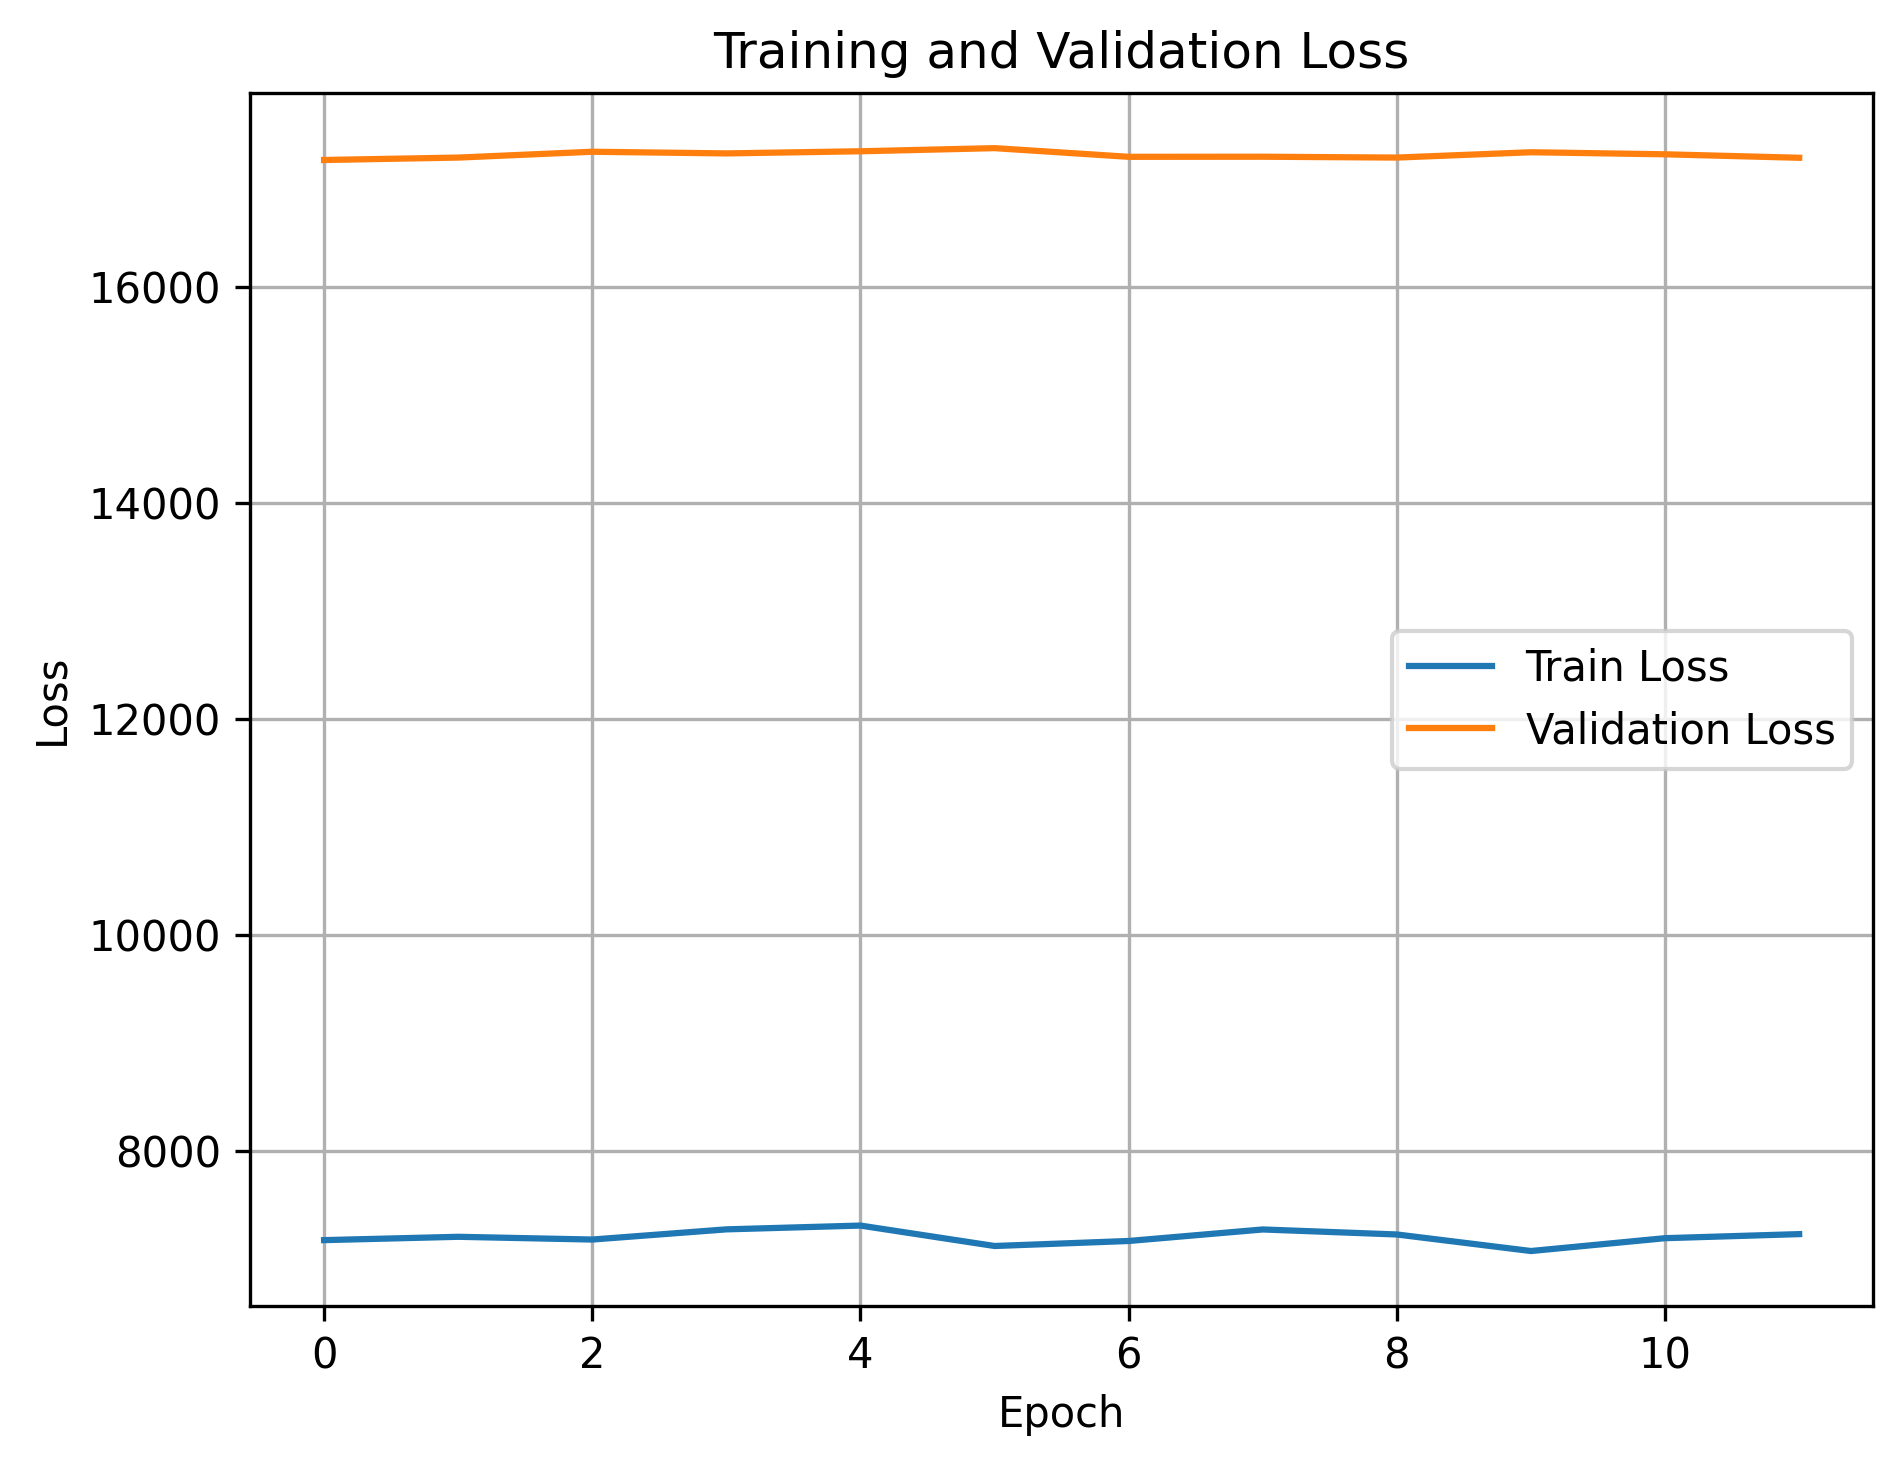 Training and Validation Loss
16000
14000
12000
10000
8000
Loss
Train Loss
Validation Loss
0 2 4 6 8 10
Epoch